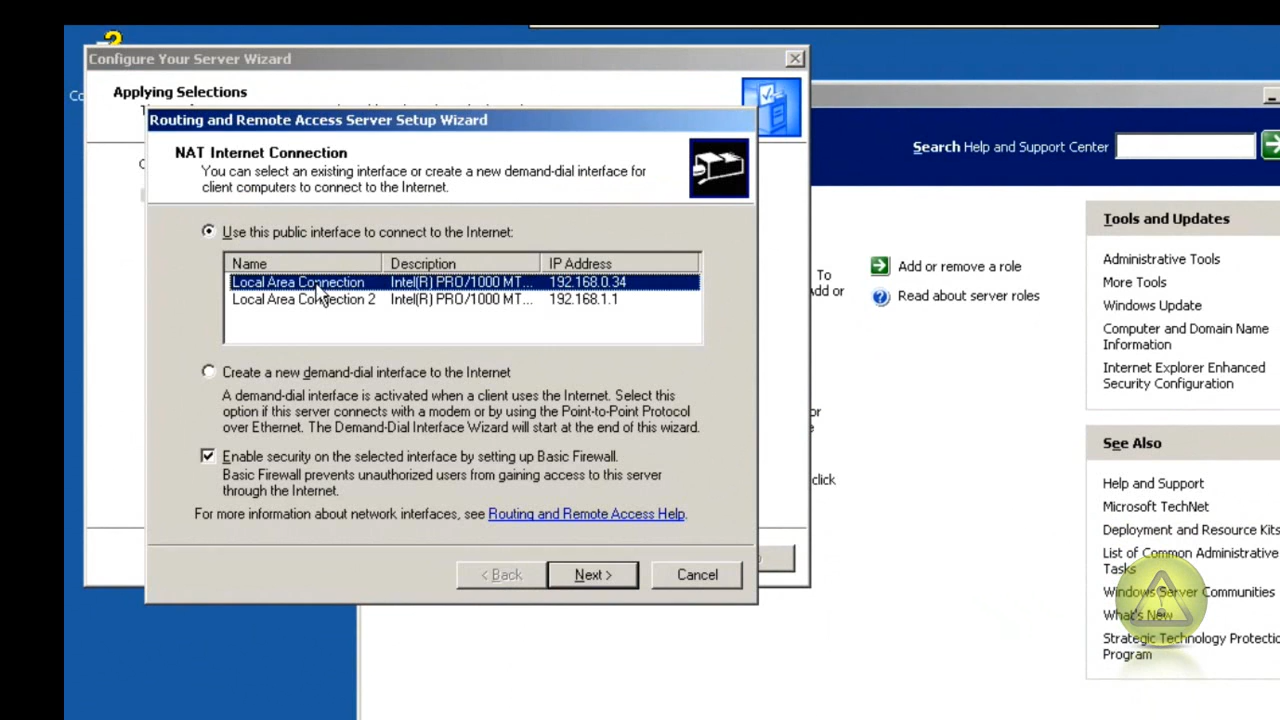 Configure Your Server Wizard
Applying Selections
Routing and Remote Access Server Setup Wizard
NAT Internet Connection
You can select an existing interface or create a new demand-dial interface for
client computers to connect to the Internet.
Use this public interface to connect to the Internet:
Name Description IP Address
Local Area Connection Intel(R) PRO/1000 MT... 192.168.0.34
Local Area Connection 2 Intel(R) PRO/1000 MT... 192.168.1.1
Create a new demand-dial interface to the Internet
A demand-dial interface is activated when a client uses the Internet. Select this
option if this server connects with a modem or by using the Point-to-Point Protocol
over Ethernet. The Demand-Dial Interface Wizard will start at the end of this wizard.
Enable security on the selected interface by setting up Basic Firewall.
Basic Firewall prevents unauthorized users from gaining access to this server
through the Internet.
For more information about network interfaces, see Routing and Remote Access Help.
< Back Next > Cancel
Search Help and Support Center
To
dd or
click
Add or remove a role
Read about server roles
Tools and Updates
Administrative Tools
More Tools
Windows Update
Computer and Domain Name
Information
Internet Explorer Enhanced
Security Configuration
See Also
Help and Support
Microsoft TechNet
Deployment and Resource Kits
List of Common Administrative
Tasks
Windows Server Communities
What's New
Strategic Technology Protectio
Program